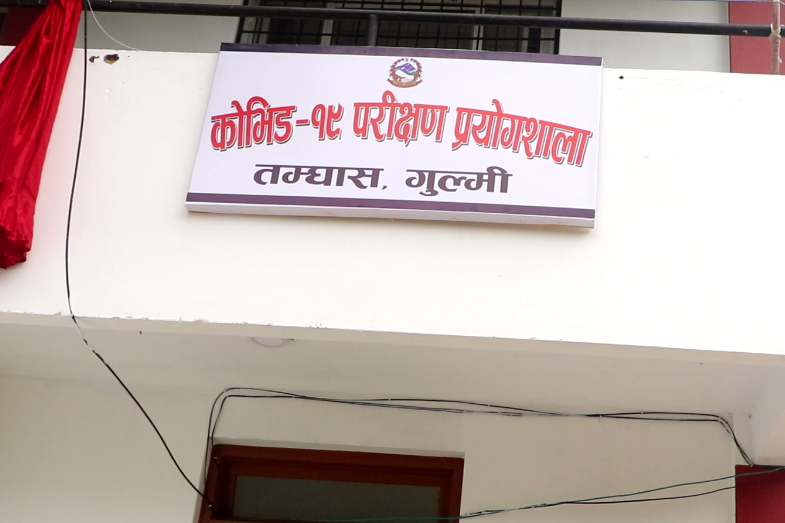 कोभिड-१९ परीक्षण प्रयोगशाला
तम्घास, गुल्मी